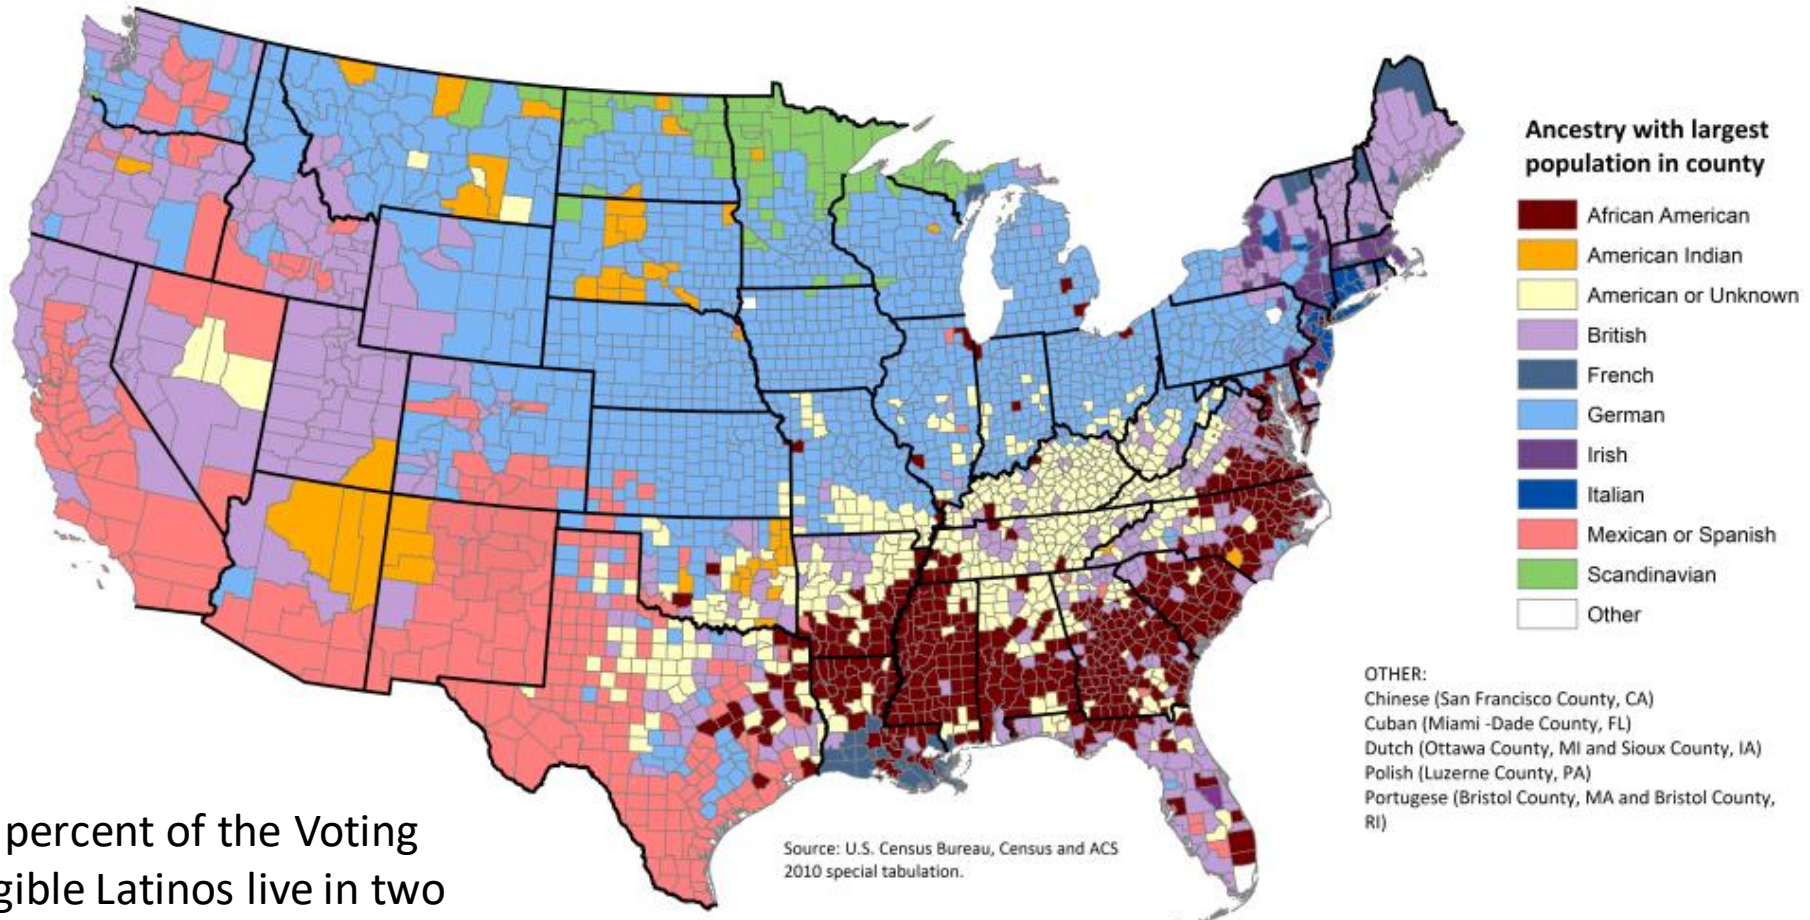 Ancestry with largest
population in county
African American
American Indian
American or Unknown
British
French
German
Irish
Italian
Mexican or Spanish
Scandinavian
Other
OTHER:
Chinese (San Francisco County, CA)
Cuban (Miami -Dade County, FL)
Dutch (Ottawa County, MI and Sioux County, IA)
Polish (Luzerne County, PA)
Portugese (Bristol County, MA and Bristol County,
RI)
Source: U.S. Census Bureau, Census and ACS
2010 special tabulation.
percent of the Voting
gible Latinos live in two